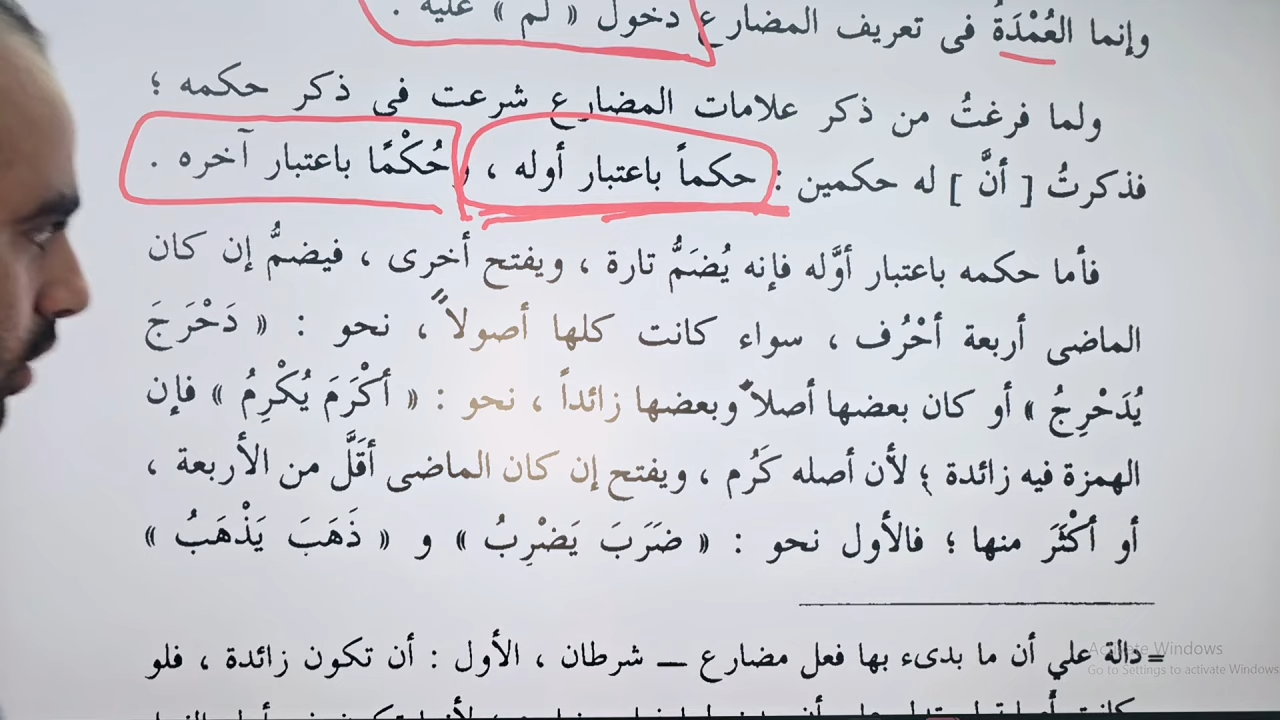 وإنما العُمْدَةُ فى تعريف المضارع دخول « لم » عليه .
ولما فرغتُ من ذكر علامات المضارع شرعت فى ذكر حكمه ؛
فذكرتُ [ أنَّ ] له حكمين : حكماً باعتبار أوله ، وحُكْمًا باعتبار آخره .
فأما حكمه باعتبار أوَّله فإنه يُضَمُّ تارة ، ويفتح أخرى ، فيضمُّ إن كان
الماضى أربعة أحْرُف ، سواء كانت كلها أصولاً ، نحو : « دَحْرَجَ
يُدَحْرِجُ » أو كان بعضها أصلاً وبعضها زائداً ، نحو : « أكْرَمَ يُكْرِمُ » فإن
الهمزة فيه زائدة ؛ لأن أصله كَرُم ، ويفتح إن كان الماضى أقَلَّ من الأربعة ،
أو أكْثَرَ منها ؛ فالأول نحو : « ضَرَبَ يَضْرِبُ » و « ذَهَبَ يَذْهَبُ »
=دالة علي أن ما بدىء بها فعل مضارع — شرطان ، الأول : أن تكون زائدة ، فلو
Activate Windows
Go to Settings to activate Windows